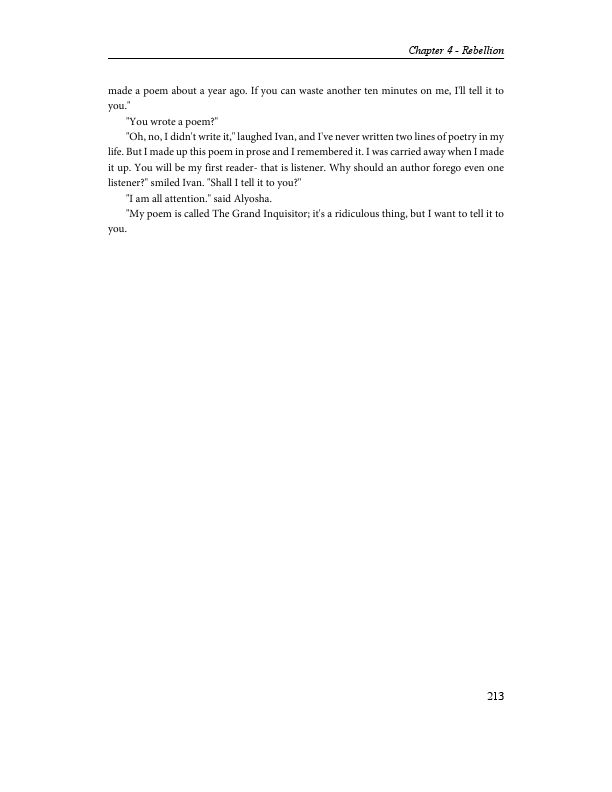 Chapter 4 - Rebellion
made a poem about a year ago. If you can waste another ten minutes on me, I'll tell it to
you."
"You wrote a poem?"
"Oh, no, I didn't write it," laughed Ivan, and I've never written two lines of poetry in my
life. But I made up this poem in prose and I remembered it. I was carried away when I made
it up. You will be my first reader- that is listener. Why should an author forego even one
listener?" smiled Ivan. "Shall I tell it to you?"
"I am all attention." said Alyosha.
"My poem is called The Grand Inquisitor; it's a ridiculous thing, but I want to tell it to
you.
213